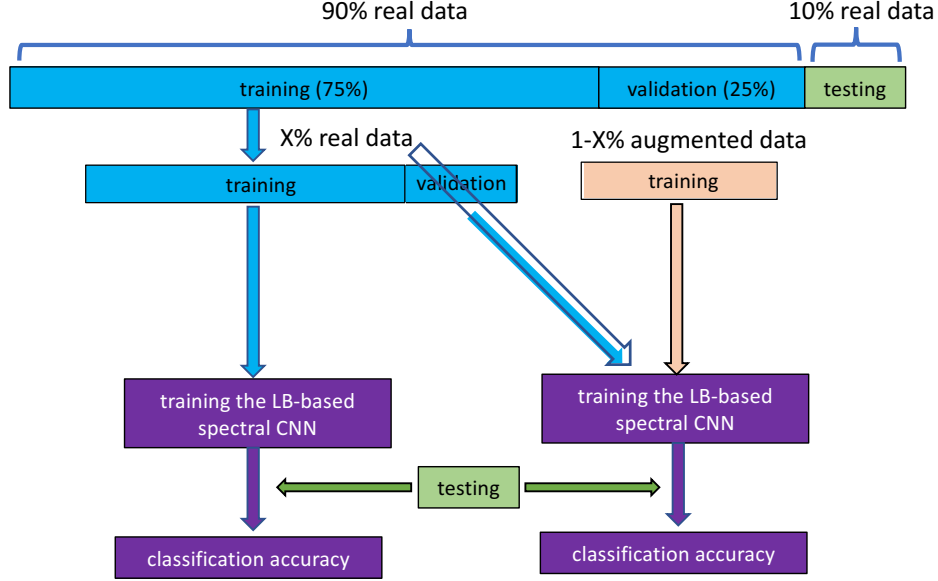 90% real data
10% real data
training (75%)
validation (25%)
testing
X% real data
1-X% augmented data
training
validation
training
training the LB-based
spectral CNN
training the LB-based
spectral CNN
testing
classification accuracy
classification accuracy